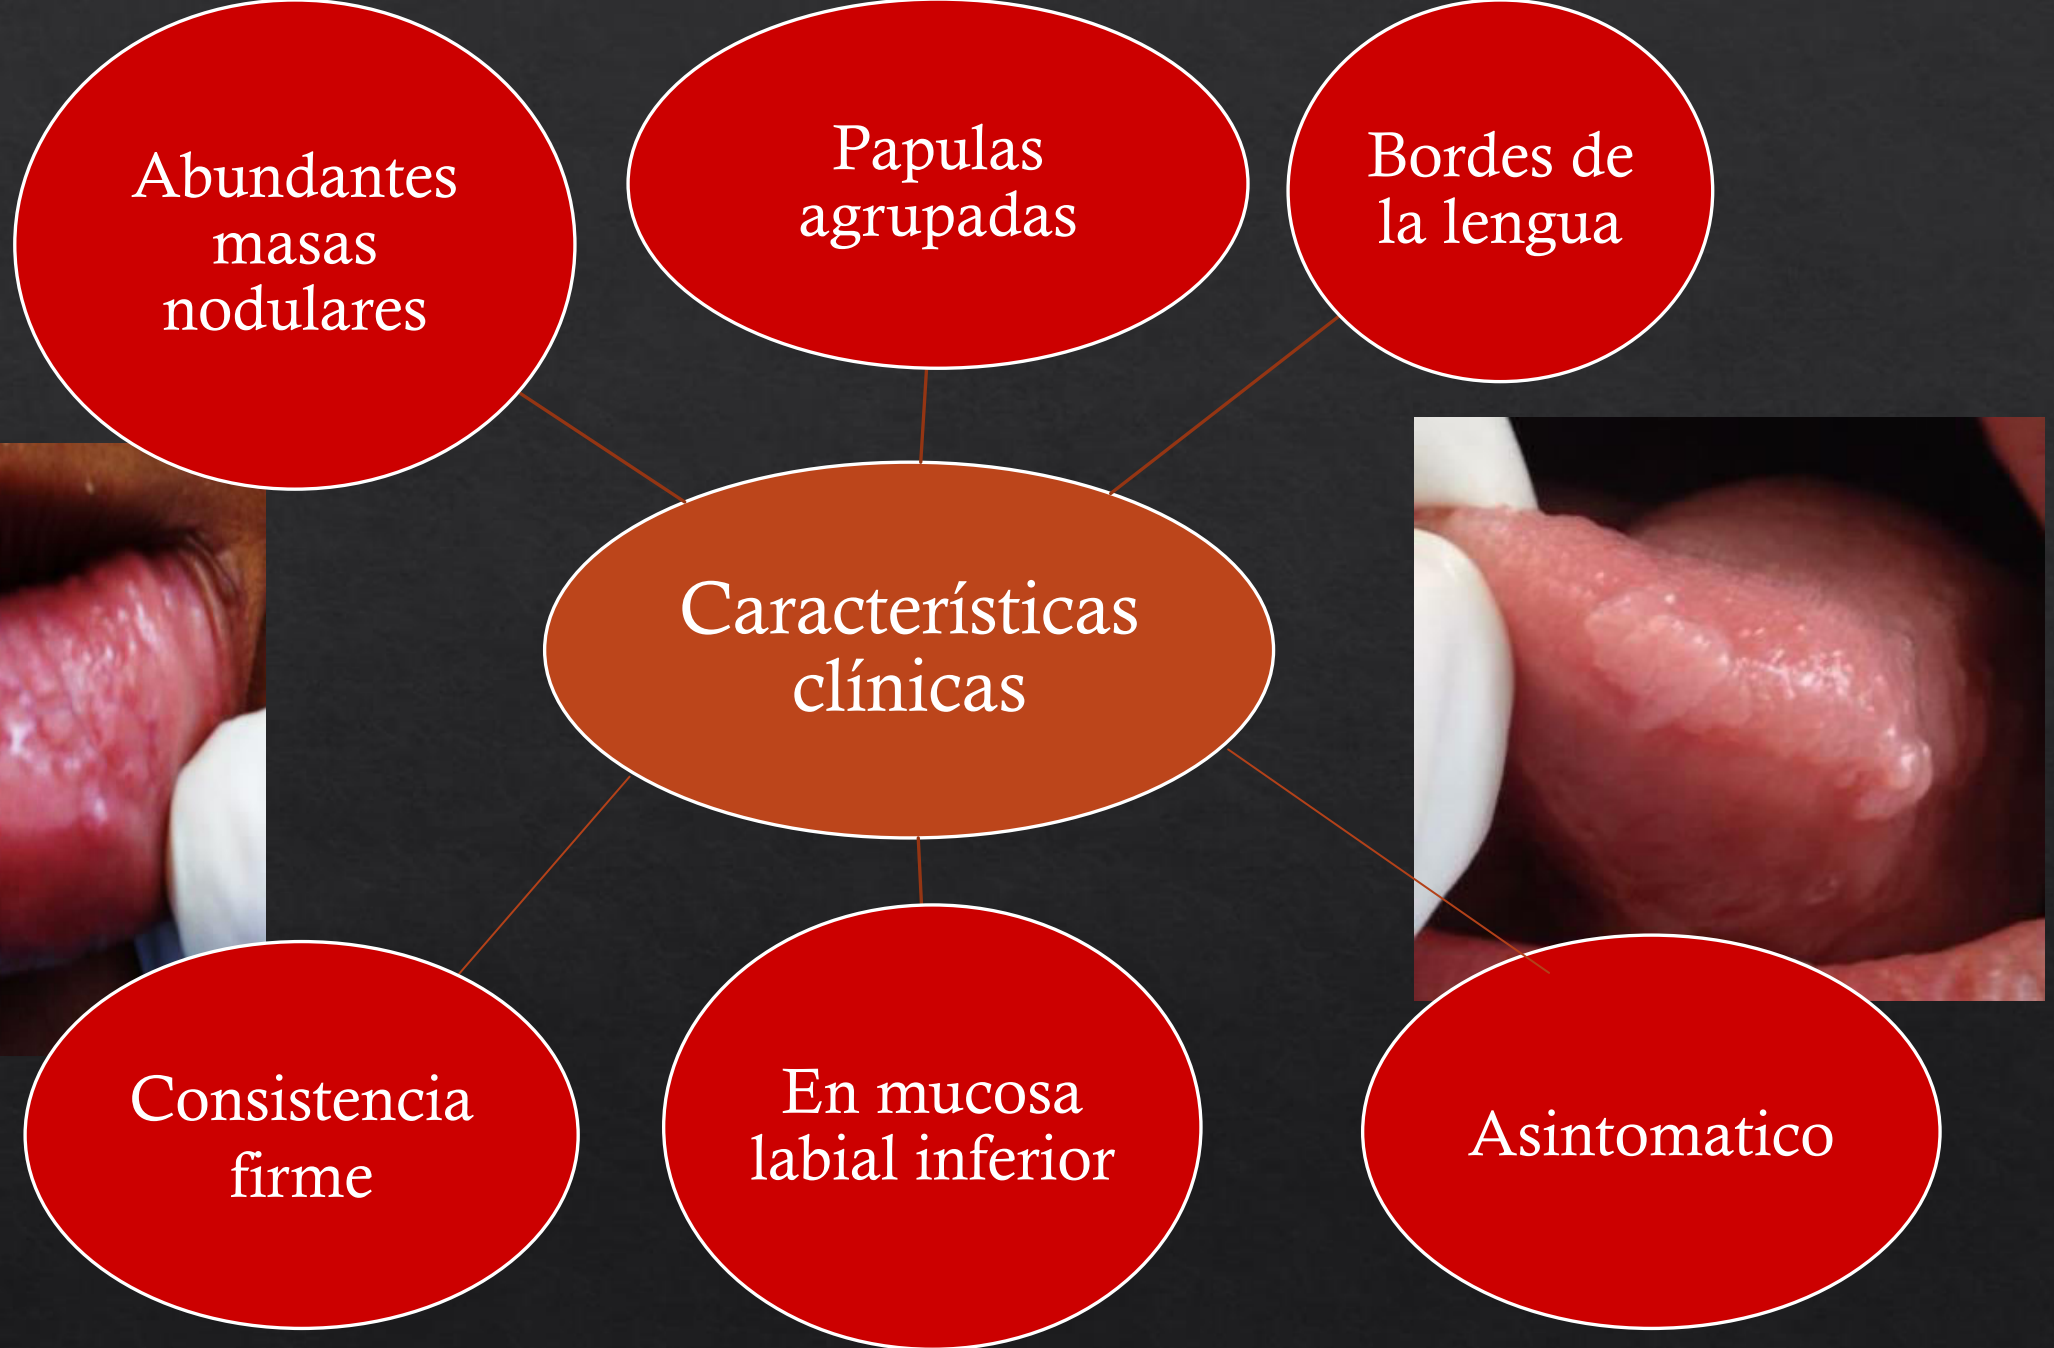 Abundantes
masas
nodulares
Papulas
agrupadas
Bordes de
la lengua
Características
clínicas
Consistencia
firme
En mucosa
labial inferior
Asintomatico